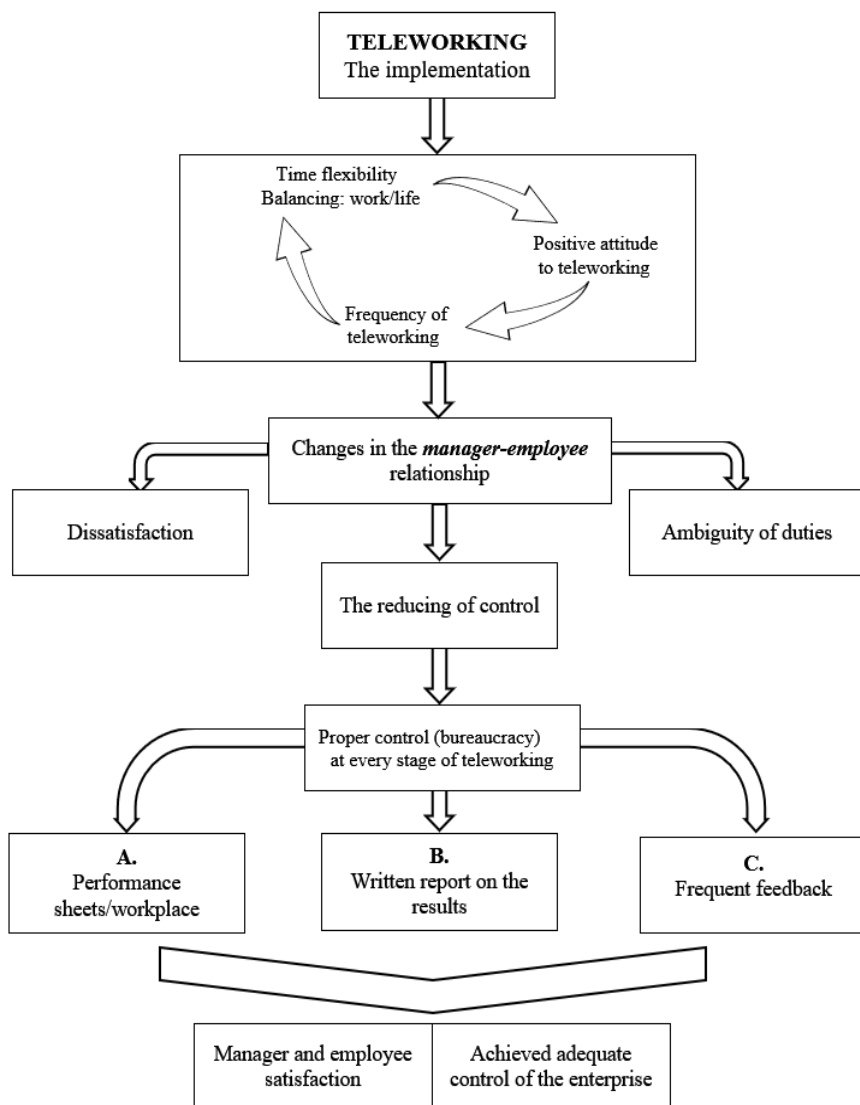 TELEWORKING
The implementation
Time flexibility
Balancing: work/life
Positive attitude
to teleworking
Frequency of
teleworking
Changes in the manager-employee
relationship
Dissatisfaction
Ambiguity of duties
The reducing of control
Proper control (bureaucracy)
at every stage of teleworking
A.
Performance
sheets/workplace
B.
Written report on the
results
C.
Frequent feedback
Manager and employee
satisfaction
Achieved adequate
control of the enterprise